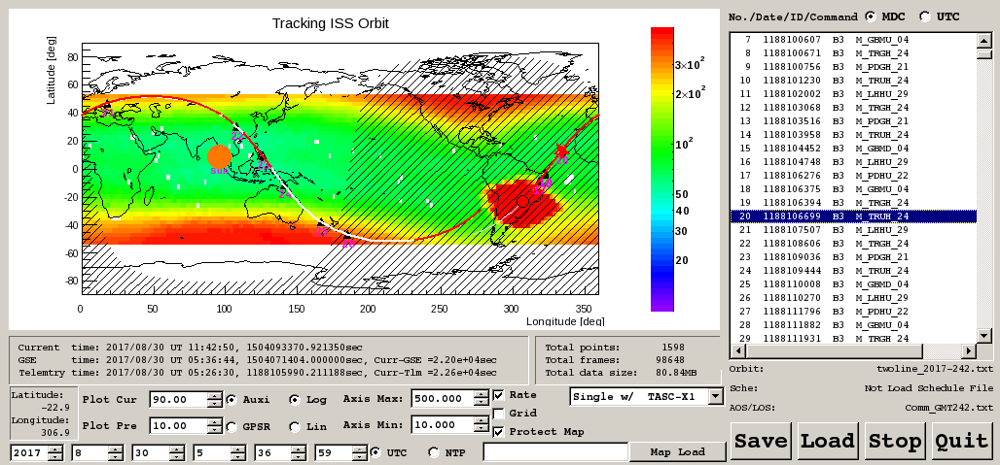 Tracking ISS Orbit
Latitude [deg]
80
60
40
20
0
-20
-40
-60
-80
0
50
100
150
200
250
300
350
Longitude [deg]
sun
3×10²
2×10²
10²
50
40
30
20
No./Date/ID/Command MDC UTC
7 1188100607 B3 M_GBMU_04
8 1188100671 B3 M_TRGH_24
9 1188100756 B3 M_PDGH_21
10 1188101230 B3 M_TRUH_24
11 1188102002 B3 M_LHHU_29
12 1188103068 B3 M_TRGH_24
13 1188103516 B3 M_PDGH_21
14 1188103958 B3 M_TRUH_24
15 1188104452 B3 M_GBMD_04
16 1188104748 B3 M_LHHU_29
17 1188106276 B3 M_PDHU_22
18 1188106375 B3 M_GBMD_04
19 1188106394 B3 M_TRGH_24
20 1188106699 B3 M_TRUH_24
21 1188107507 B3 M_LHHU_29
22 1188108606 B3 M_TRGH_24
23 1188109036 B3 M_PDGH_21
24 1188109444 B3 M_TRUH_24
25 1188110008 B3 M_GBMD_04
26 1188110270 B3 M_LHHU_29
27 1188111796 B3 M_PDHU_22
28 1188111882 B3 M_GBMU_04
29 1188111931 B3 M_TRGH_24
Current time: 2017/08/30 UT 11:42:50, 1504093370.921350sec
GSE time: 2017/08/30 UT 05:36:44, 1504071404.000000sec, Curr-GSE =2.20e+04sec
Telemtry time: 2017/08/30 UT 05:26:30, 1188105990.211188sec, Curr-Tlm =2.26e+04sec
Total points: 1598
Total frames: 98648
Total data size: 80.84MB
Orbit: twoline_2017-242.txt
Sche: Not Load Schedule File
AOS/LOS: Comm_GMT242.txt
Latitude:
-22.9
Longitude:
306.9
Plot Cur 90.00 Auxi Log Axis Max: 500.000 Rate Single w/ TASC-X1
Grid
Plot Pre 10.00 GPSR Lin Axis Min: 10.000 Protect Map
2017 8 30 5 36 59 UTC NTP Map Load
Save Load Stop Quit